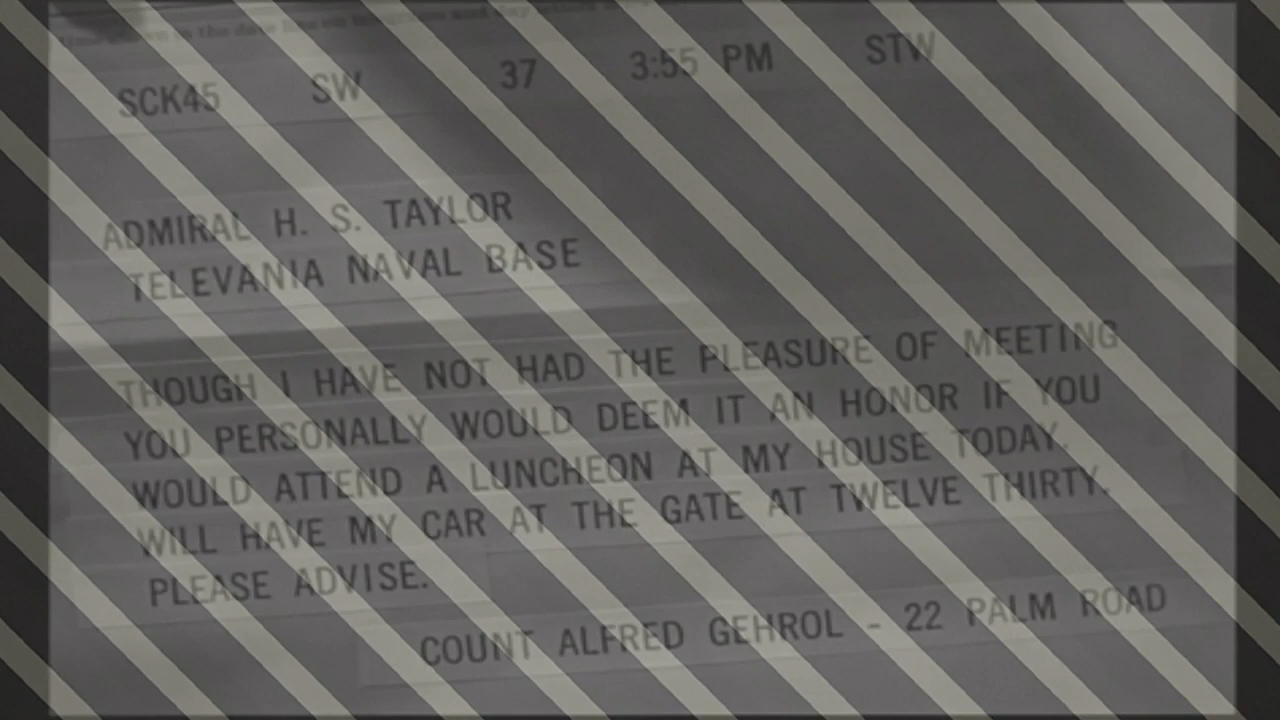 SCK45 SW 37 3:55 PM STW
ADMIRAL H. S. TAYLOR
TELEVANIA NAVAL BASE
THOUGH I HAVE NOT HAD THE PLEASURE OF MEETING
YOU PERSONALLY WOULD DEEM IT AN HONOR IF YOU
WOULD ATTEND A LUNCHEON AT MY HOUSE TODAY.
WILL HAVE MY CAR AT THE GATE AT TWELVE THIRTY.
PLEASE ADVISE.
COUNT ALFRED GEHROL - 22 PALM ROAD